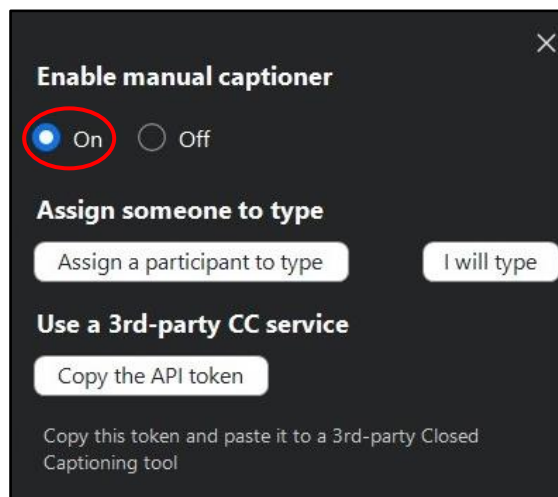 Enable manual captioner
On Off
Assign someone to type
Assign a participant to type I will type
Use a 3rd-party CC service
Copy the API token
Copy this token and paste it to a 3rd-party Closed
Captioning tool